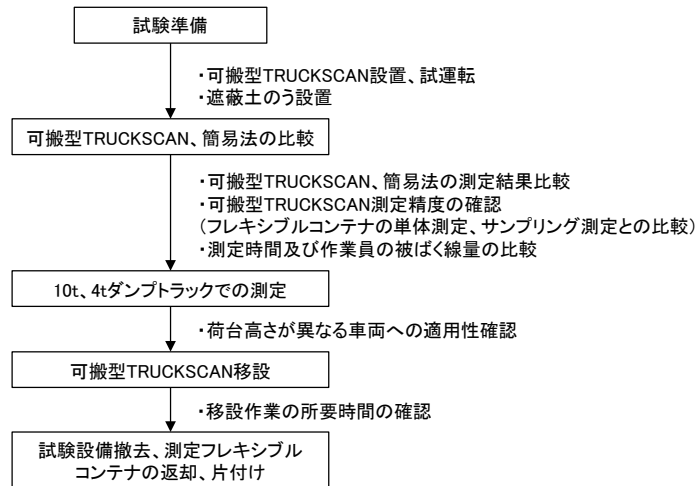 試験準備
・可搬型TRUCKSCAN設置、試運転
・遮蔽土のう設置
可搬型TRUCKSCAN、簡易法の比較
・可搬型TRUCKSCAN、簡易法の測定結果比較
・可搬型TRUCKSCAN測定精度の確認
(フレキシブルコンテナの単体測定、サンプリング測定との比較)
・測定時間及び作業員の被ばく線量の比較
10t、4tダンプトラックでの測定
・荷台高さが異なる車両への適用性確認
可搬型TRUCKSCAN移設
・移設作業の所要時間の確認
試験設備撤去、測定フレキシブル
コンテナの返却、片付け